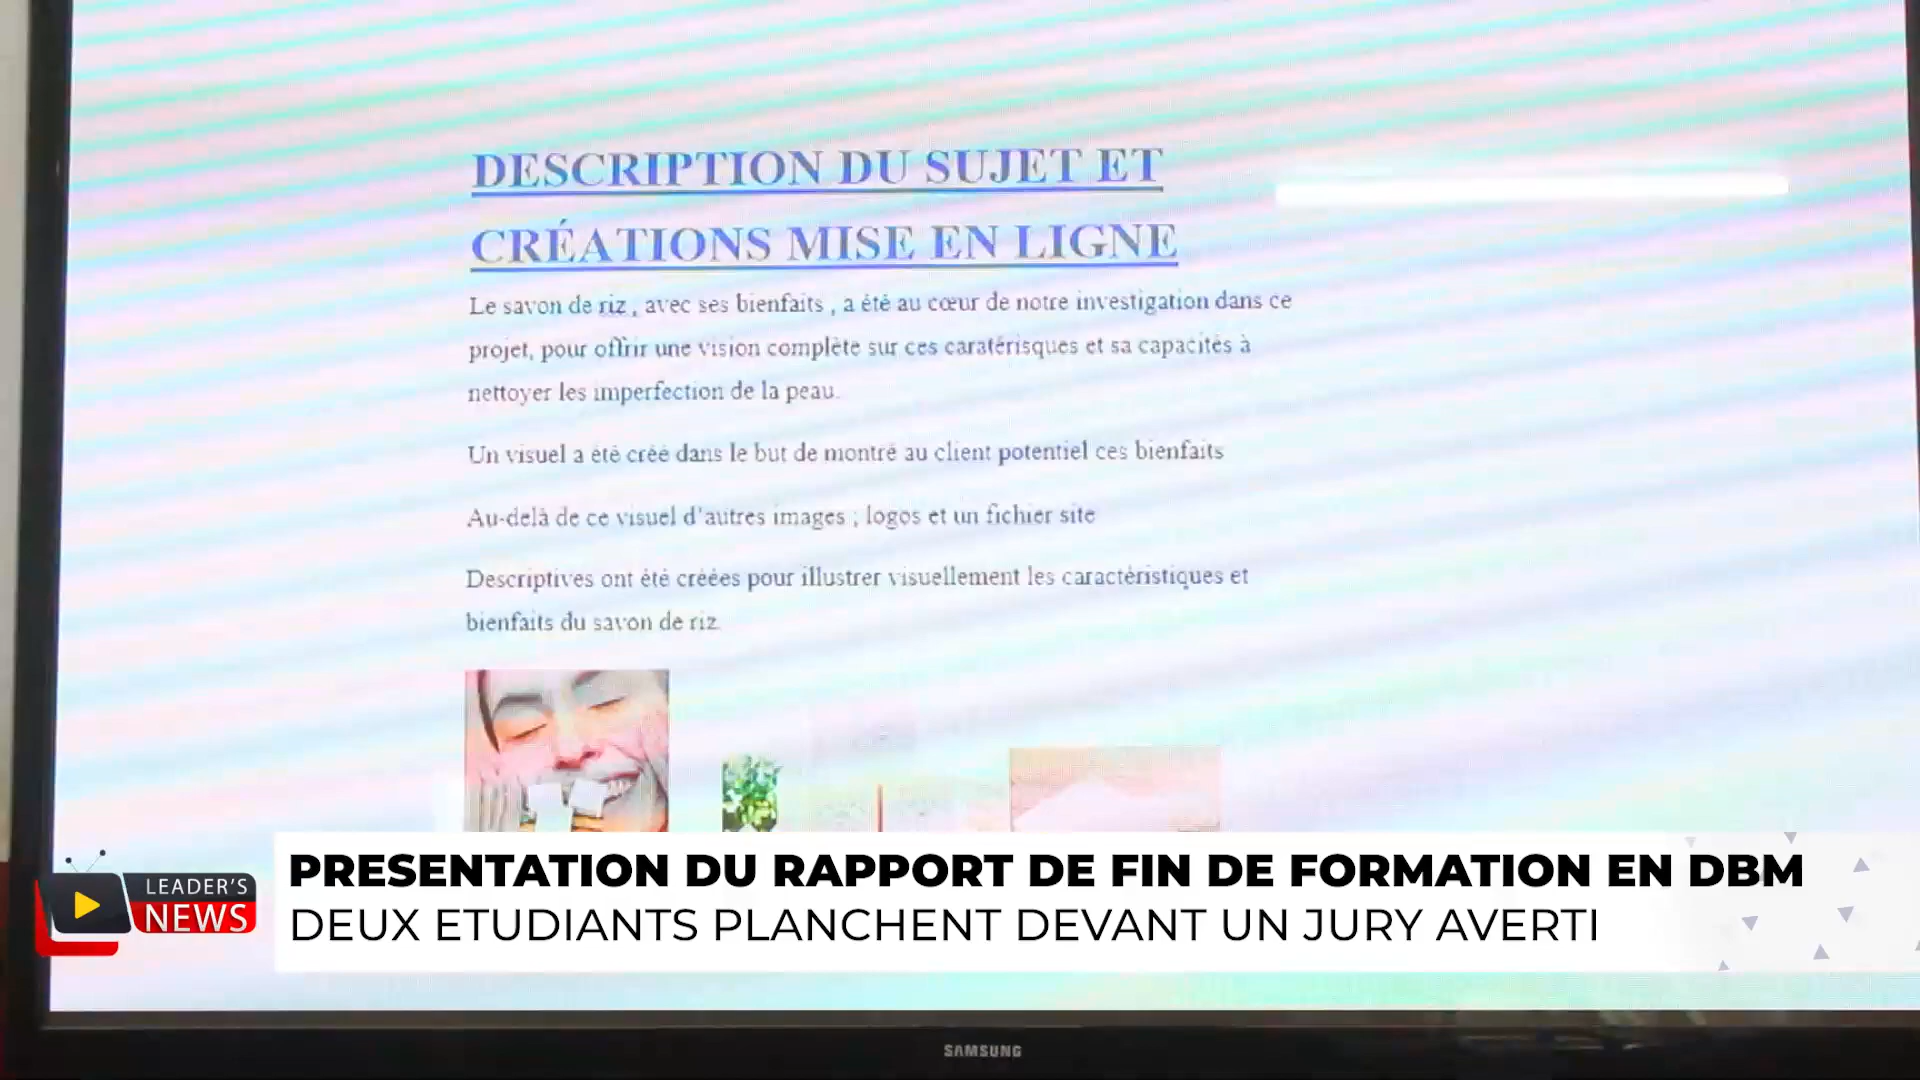 DESCRIPTION DU SUJET ET
CRÉATIONS MISE EN LIGNE
Le savon de riz , avec ses bienfaits , a été au cœur de notre investigation dans ce
projet, pour offrir une vision complète sur ces caratérisques et sa capacités à
nettoyer les imperfection de la peau.
Un visuel a été créé dans le but de montré au client potentiel ces bienfaits
Au-delà de ce visuel d'autres images ; logos et un fichier site
Descriptives ont été créées pour illustrer visuellement les caractéristiques et
bienfaits du savon de riz.
LEADER'S
NEWS
PRESENTATION DU RAPPORT DE FIN DE FORMATION EN DBM
DEUX ETUDIANTS PLANCHENT DEVANT UN JURY AVERTI
SAMSUNG